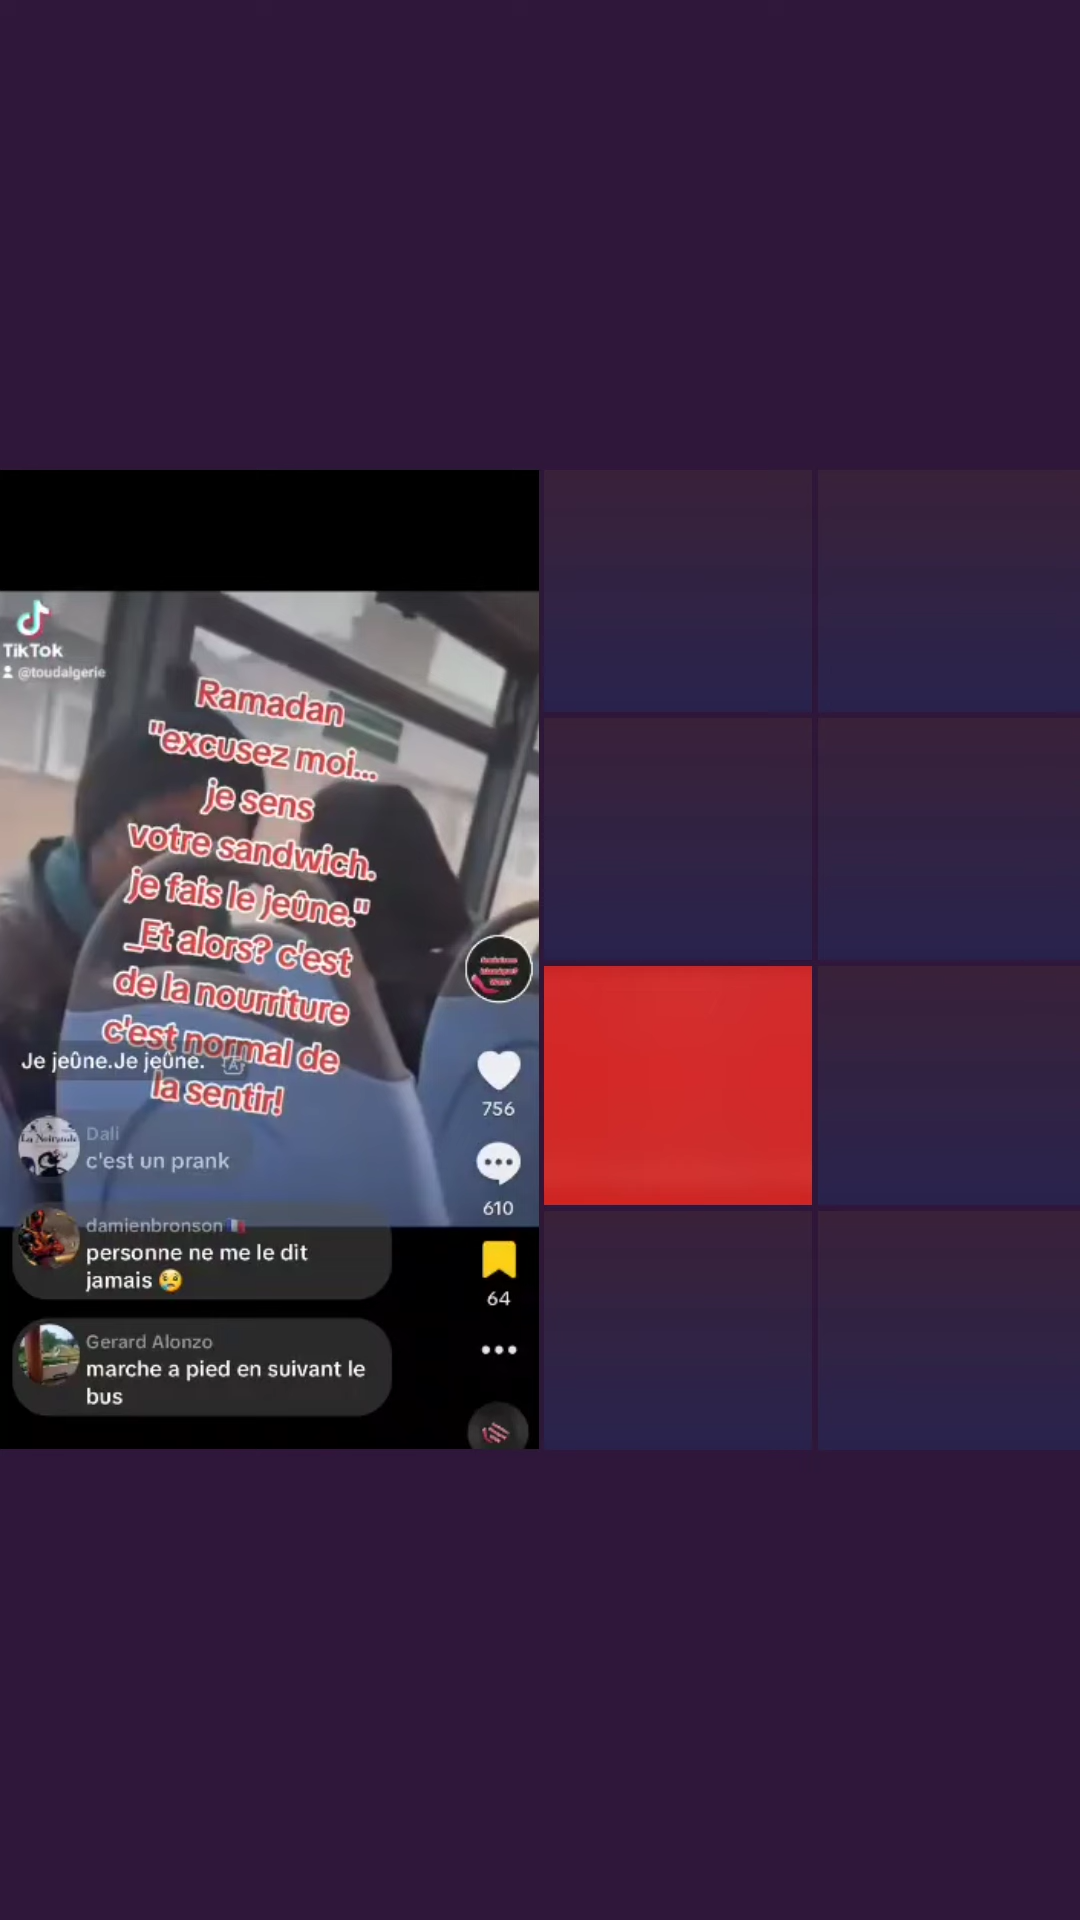 TikTok
@toudalgerie
Ramadan
"excusez moi...
je sens
votre sandwich.
je fais le jeûne."
_Et alors? c'est
de la nourriture
c'est normal de
la sentir!
Je jeûne.Je jeûne.
756
Dali
c'est un prank
610
damienbronson🇫🇷
personne ne me le dit
jamais 😢
64
Gerard Alonzo
marche a pied en suivant le
bus